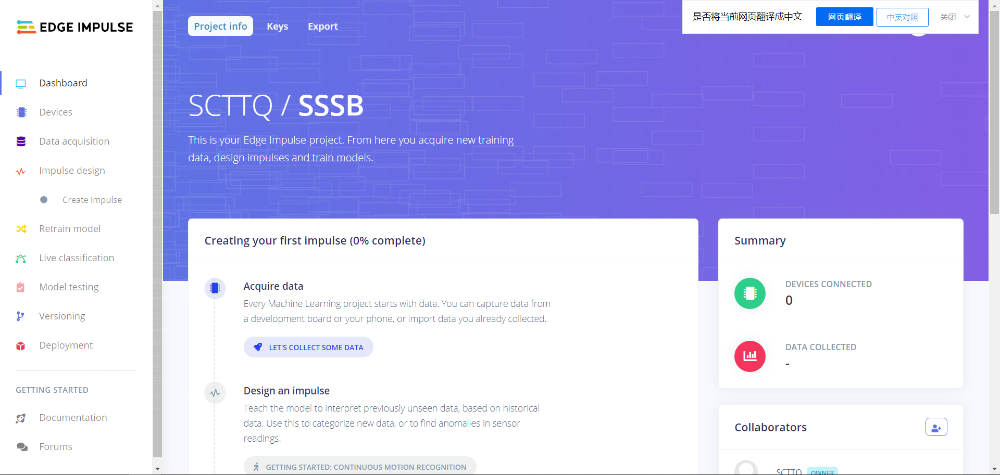 EDGE IMPULSE
Dashboard
Devices
Data acquisition
Impulse design
Create impulse
Retrain model
Live classification
Model testing
Versioning
Deployment
GETTING STARTED
Documentation
Forums
Project info
Keys
Export
是否将当前网页翻译成中文
网页翻译
中英对照
关闭
SCTTQ / SSSB
This is your Edge Impulse project. From here you acquire new training
data, design impulses and train models.
Creating your first impulse (0% complete)
Acquire data
Every Machine Learning project starts with data. You can capture data from
a development board or your phone, or import data you already collected.
LET'S COLLECT SOME DATA
Design an impulse
Teach the model to interpret previously unseen data, based on historical
data. Use this to categorize new data, or to find anomalies in sensor
readings.
GETTING STARTED: CONTINUOUS MOTION RECOGNITION
Summary
DEVICES CONNECTED
0
DATA COLLECTED
-
Collaborators
SCTTQ OWNER